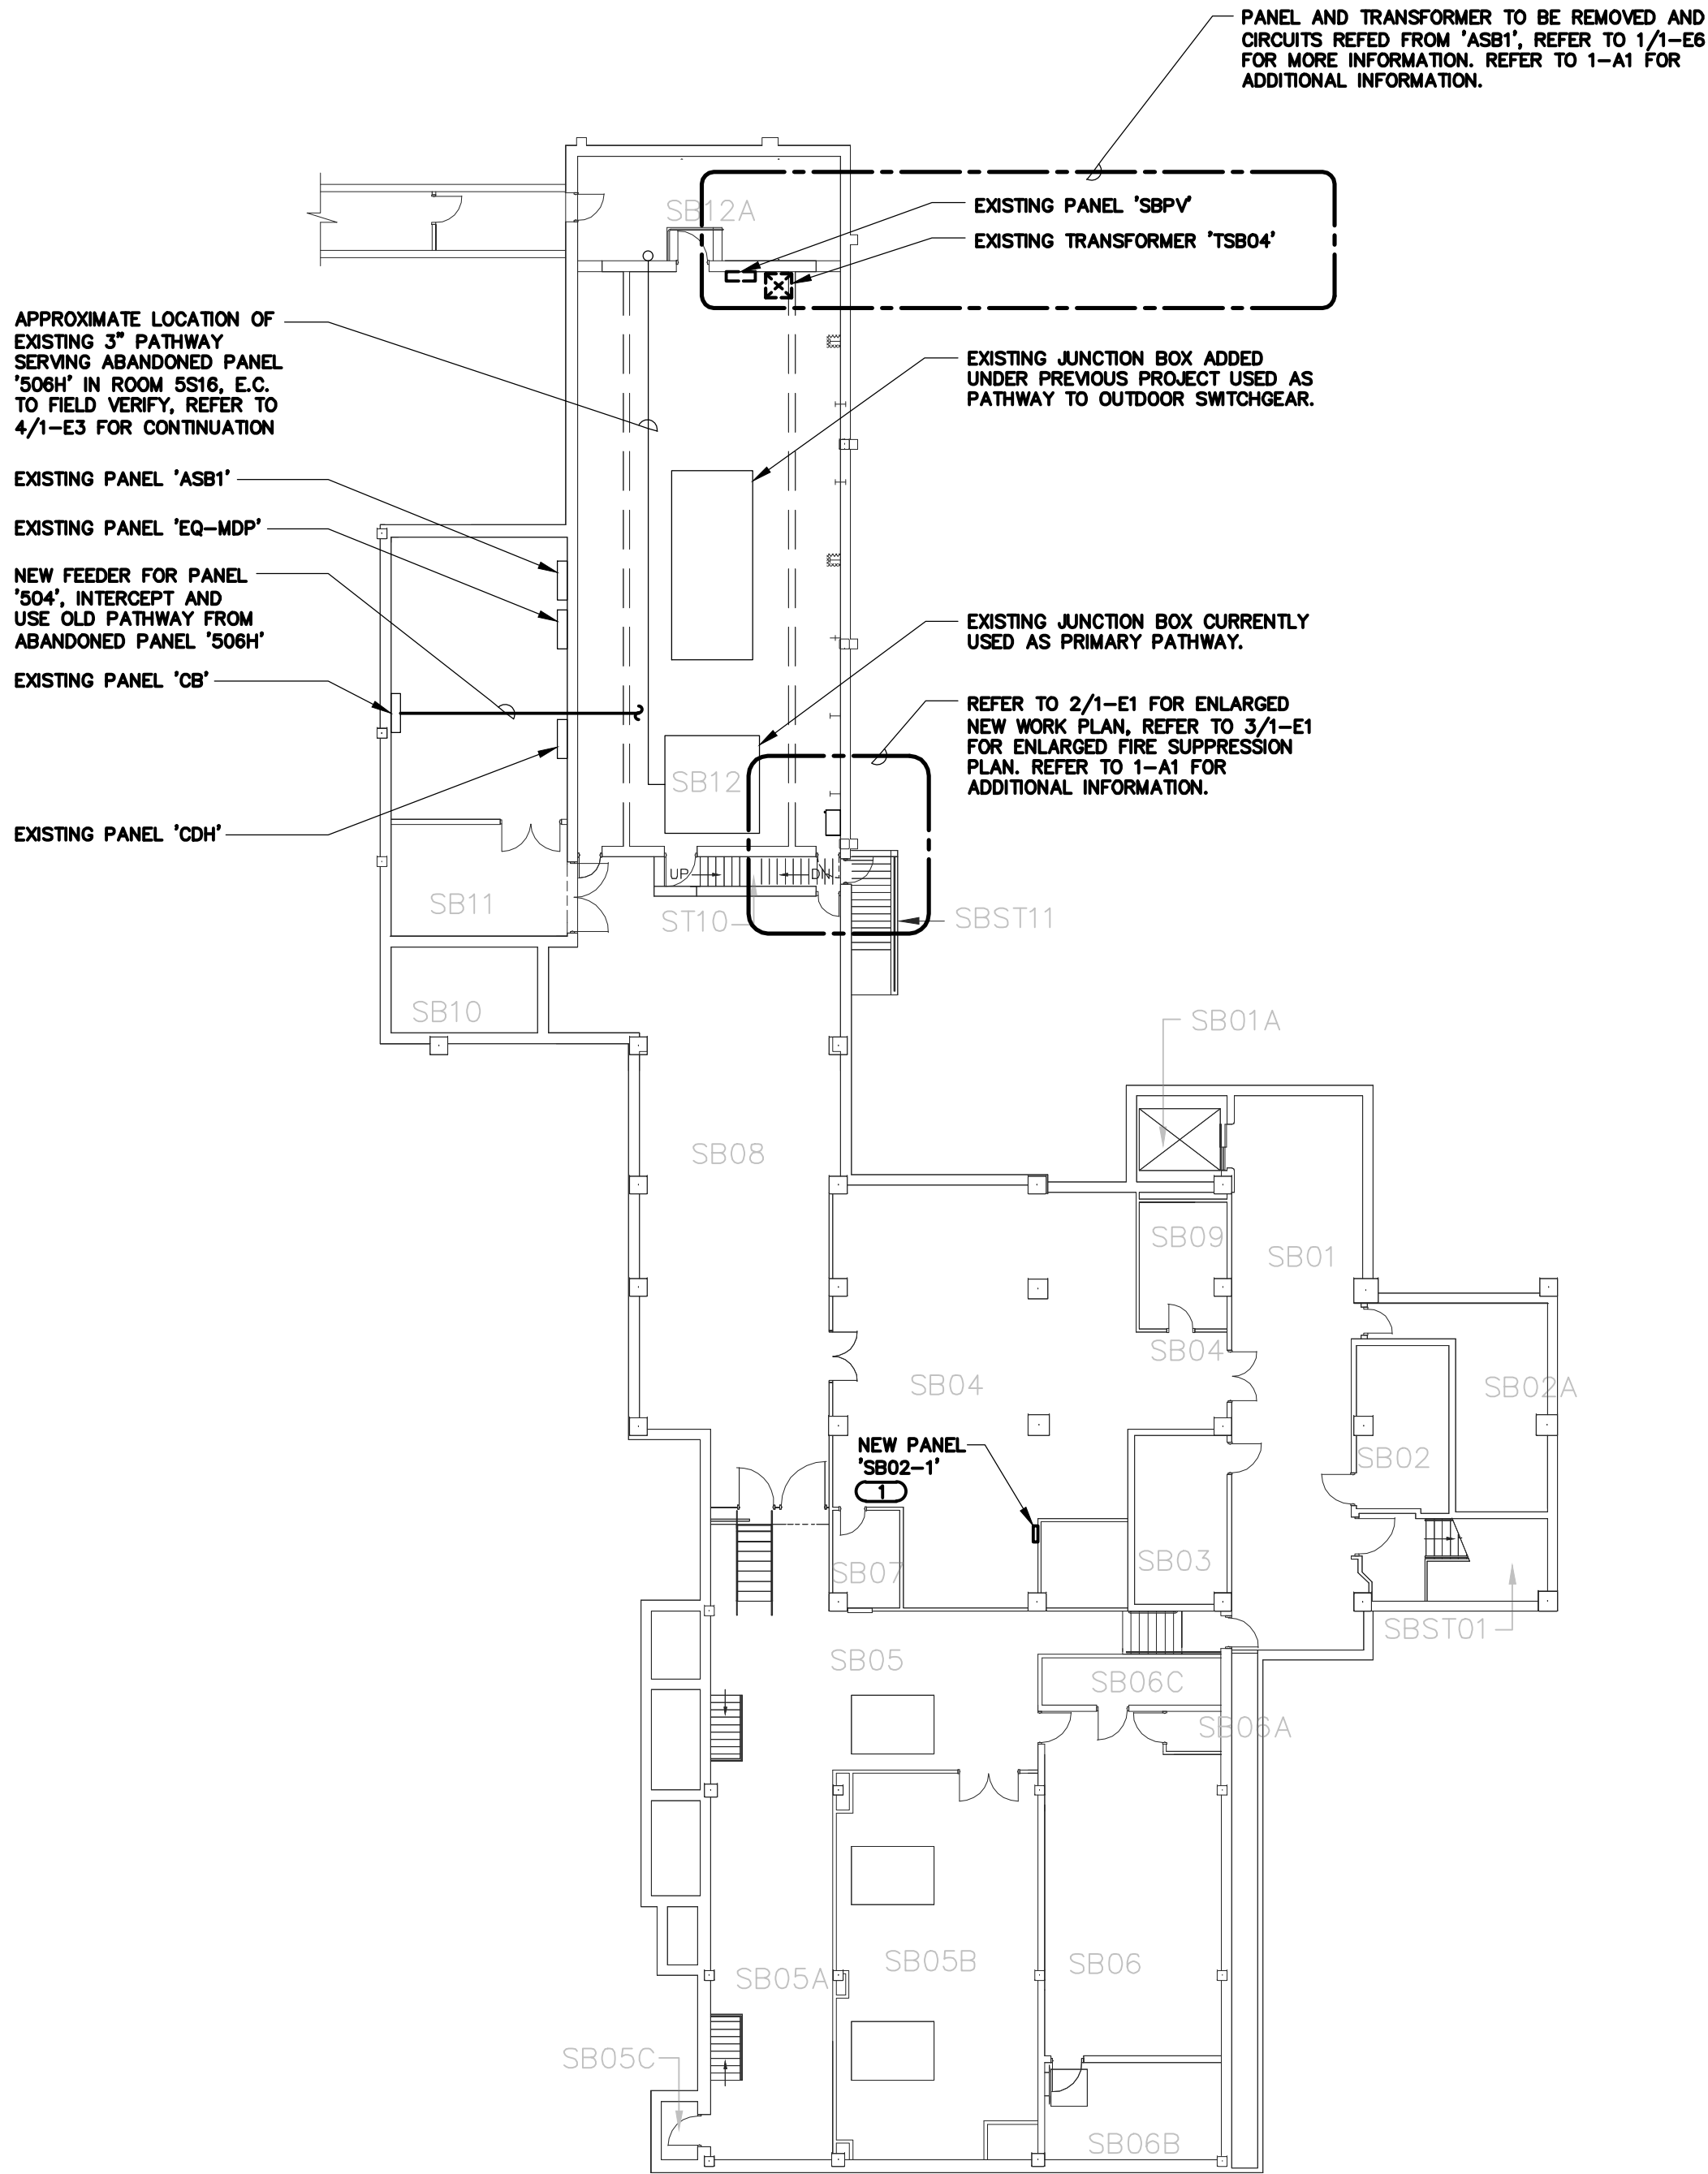 PANEL AND TRANSFORMER TO BE REMOVED AND
CIRCUITS REFED FROM 'ASB1', REFER TO 1/1-E6
FOR MORE INFORMATION. REFER TO 1-A1 FOR
ADDITIONAL INFORMATION.
SB12A
EXISTING PANEL 'SBPV'
EXISTING TRANSFORMER 'TSB04'
APPROXIMATE LOCATION OF
EXISTING 3" PATHWAY
SERVING ABANDONED PANEL
'506H' IN ROOM 5S16, E.C.
TO FIELD VERIFY, REFER TO
4/1-E3 FOR CONTINUATION
EXISTING JUNCTION BOX ADDED
UNDER PREVIOUS PROJECT USED AS
PATHWAY TO OUTDOOR SWITCHGEAR.
EXISTING PANEL 'ASB1'
EXISTING PANEL 'EQ-MDP'
NEW FEEDER FOR PANEL
'504', INTERCEPT AND
USE OLD PATHWAY FROM
ABANDONED PANEL '506H'
EXISTING PANEL 'CB'
EXISTING PANEL 'CDH'
EXISTING JUNCTION BOX CURRENTLY
USED AS PRIMARY PATHWAY.
REFER TO 2/1-E1 FOR ENLARGED
NEW WORK PLAN, REFER TO 3/1-E1
FOR ENLARGED FIRE SUPPRESSION
PLAN. REFER TO 1-A1 FOR
ADDITIONAL INFORMATION.
SB12
UP
DN
SB11
ST10
SBST11
SB10
SB01A
SB08
SB09
SB01
SB04
SB04
SB02A
NEW PANEL
'SB02-1'
1
SB02
SB07
SB03
SBST01
SB05
SB06C
SB06A
SB05A
SB05B
SB06
SB05C
SB06B